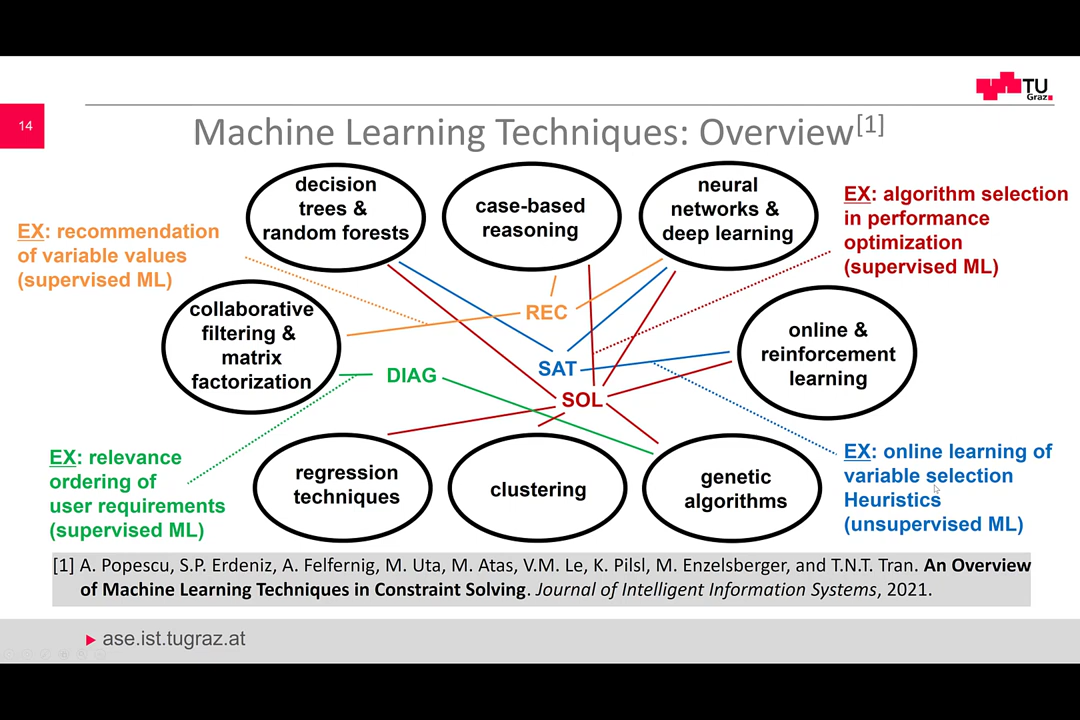 TU
Graz
14
Machine Learning Techniques: Overview[1]
decision
trees &
random forests
case-based
reasoning
neural
networks &
deep learning
EX: algorithm selection
in performance
optimization
(supervised ML)
EX: recommendation
of variable values
(supervised ML)
REC
collaborative
filtering &
matrix
factorization
online &
reinforcement
learning
SAT
DIAG
SOL
EX: relevance
ordering of
user requirements
(supervised ML)
regression
techniques
clustering
genetic
algorithms
EX: online learning of
variable selection
Heuristics
(unsupervised ML)
[1] A. Popescu, S.P. Erdeniz, A. Felfernig, M. Uta, M. Atas, V.M. Le, K. Pilsl, M. Enzelsberger, and T.N.T. Tran. An Overview
of Machine Learning Techniques in Constraint Solving. Journal of Intelligent Information Systems, 2021.
ase.ist.tugraz.at